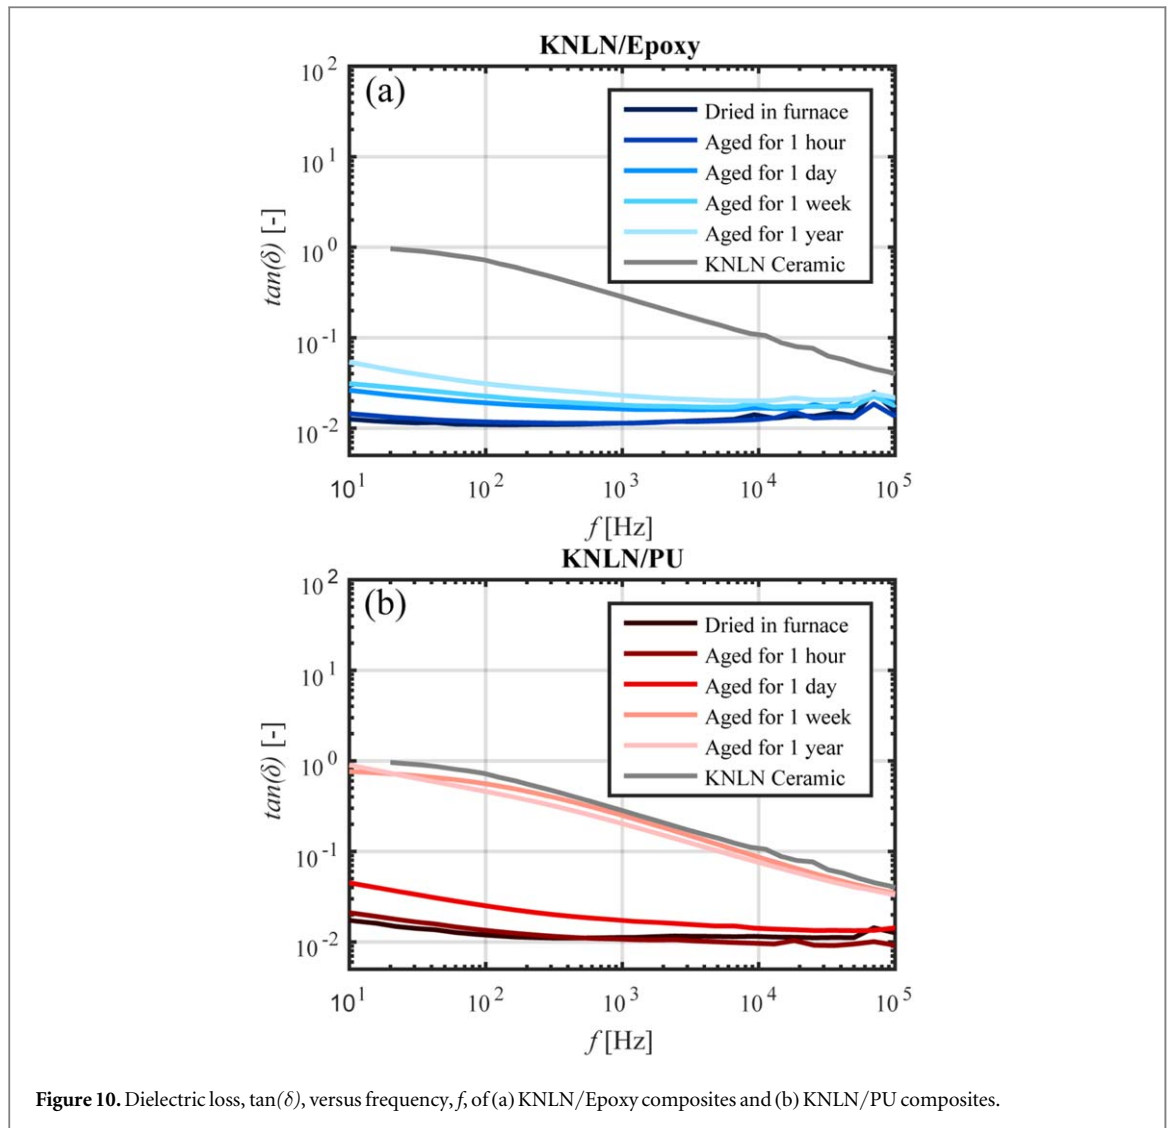 KNLN/Epoxy
(a)
10^2
10^1
10^0
10^-1
10^-2
tan(δ) [-]
Dried in furnace
Aged for 1 hour
Aged for 1 day
Aged for 1 week
Aged for 1 year
KNLN Ceramic
10^1 10^2 10^3 10^4 10^5
f [Hz]
KNLN/PU
(b)
10^2
10^1
10^0
10^-1
10^-2
tan(δ) [-]
Dried in furnace
Aged for 1 hour
Aged for 1 day
Aged for 1 week
Aged for 1 year
KNLN Ceramic
10^1 10^2 10^3 10^4 10^5
f [Hz]
Figure 10. Dielectric loss, tan(δ), versus frequency, f, of (a) KNLN/Epoxy composites and (b) KNLN/PU composites.